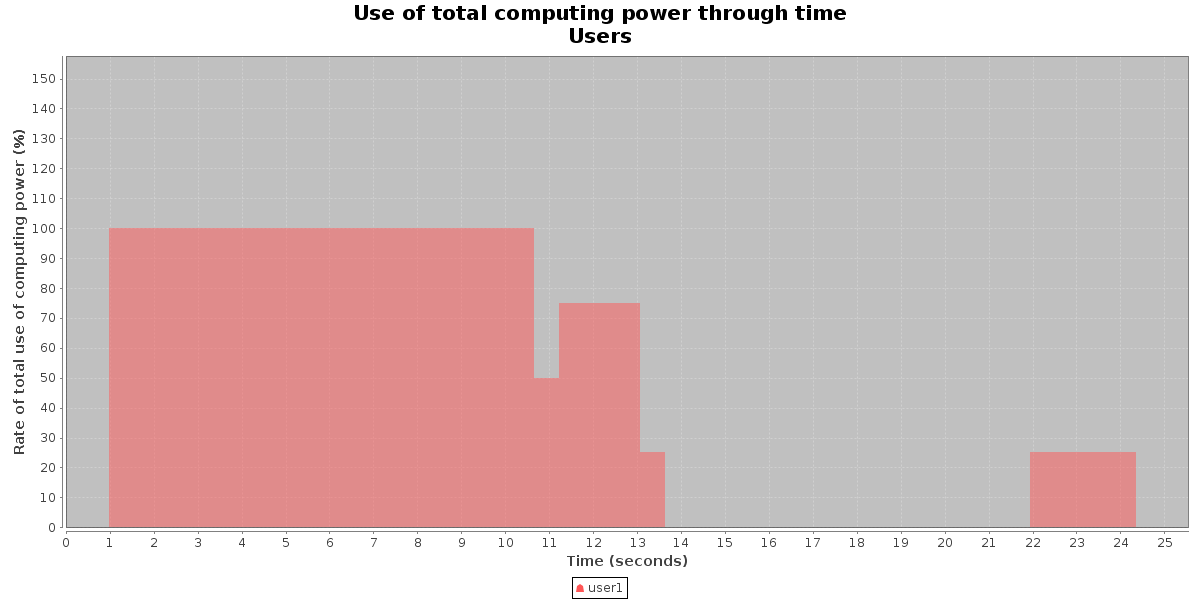 Use of total computing power through time
Users
Rate of total use of computing power (%)
150
140
130
120
110
100
90
80
70
60
50
40
30
20
10
0
0 1 2 3 4 5 6 7 8 9 10 11 12 13 14 15 16 17 18 19 20 21 22 23 24 25
Time (seconds)
user1